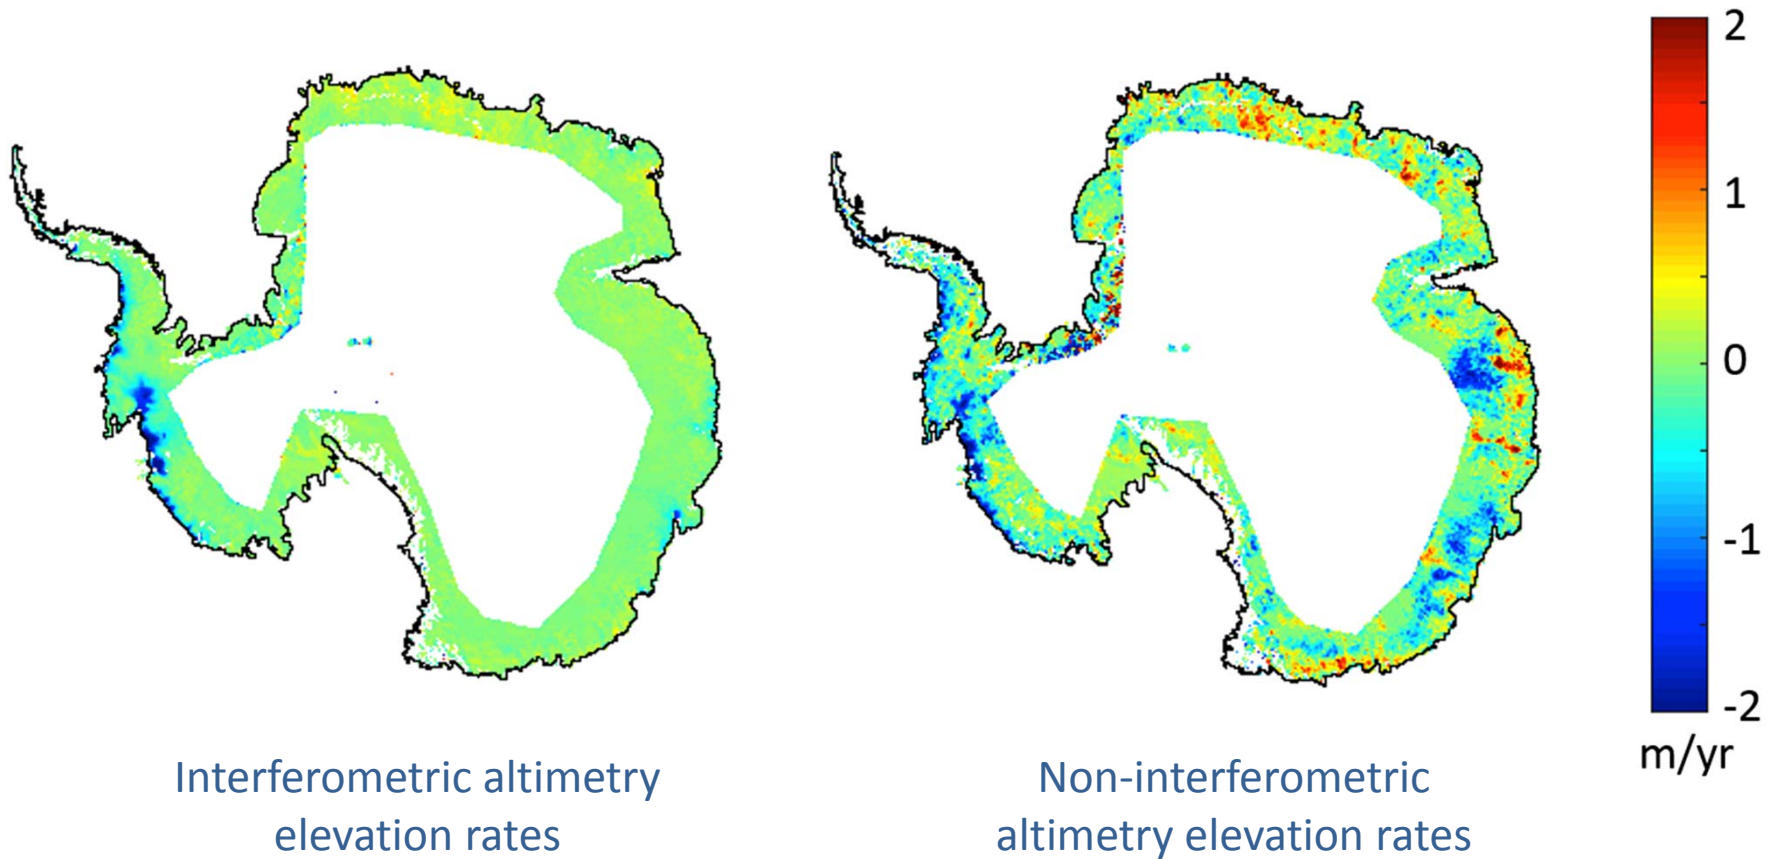 2
1
0
-1
-2
m/yr
Interferometric altimetry
elevation rates
Non-interferometric
altimetry elevation rates